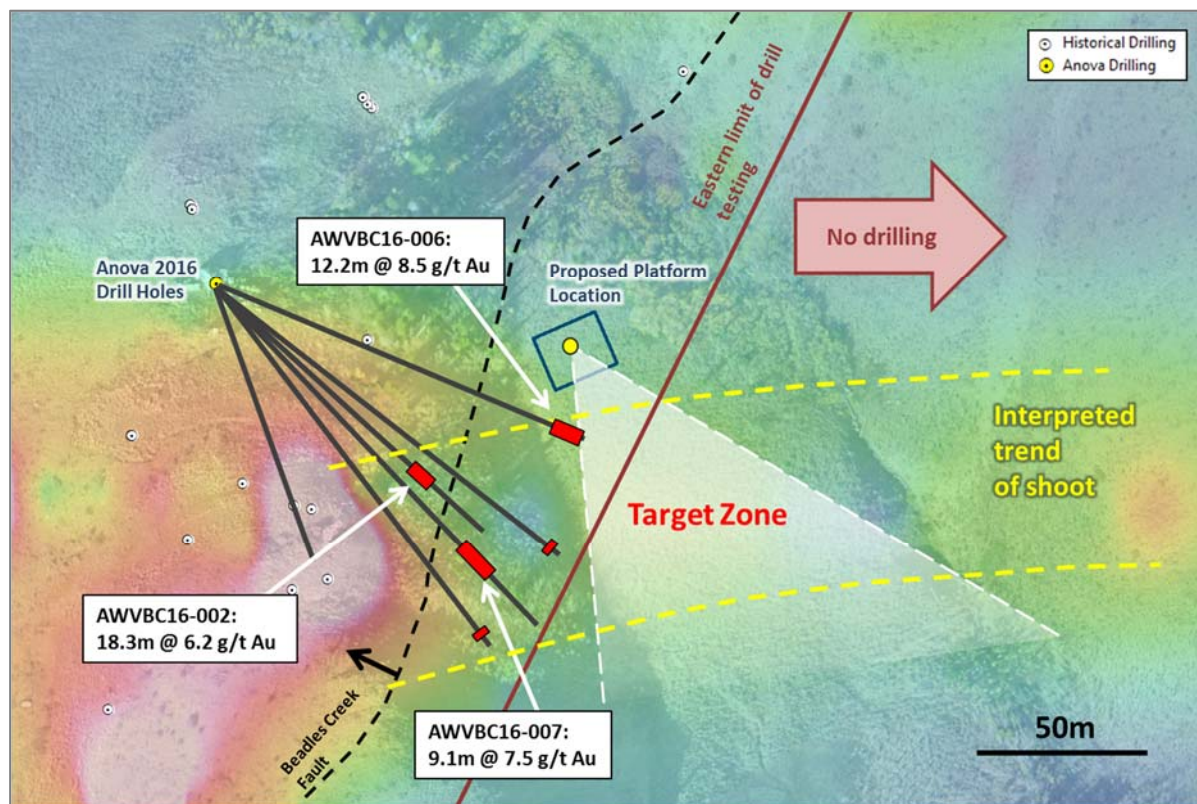 Historical Drilling
Anova Drilling
Eastern limit of drill
testing
No drilling
AWVBC16-006:
12.2m @ 8.5 g/t Au
Anova 2016
Drill Holes
Proposed Platform
Location
Interpreted
trend
of shoot
Target Zone
AWVBC16-002:
18.3m @ 6.2 g/t Au
Beadles Creek
Fault
AWVBC16-007:
9.1m @ 7.5 g/t Au
50m